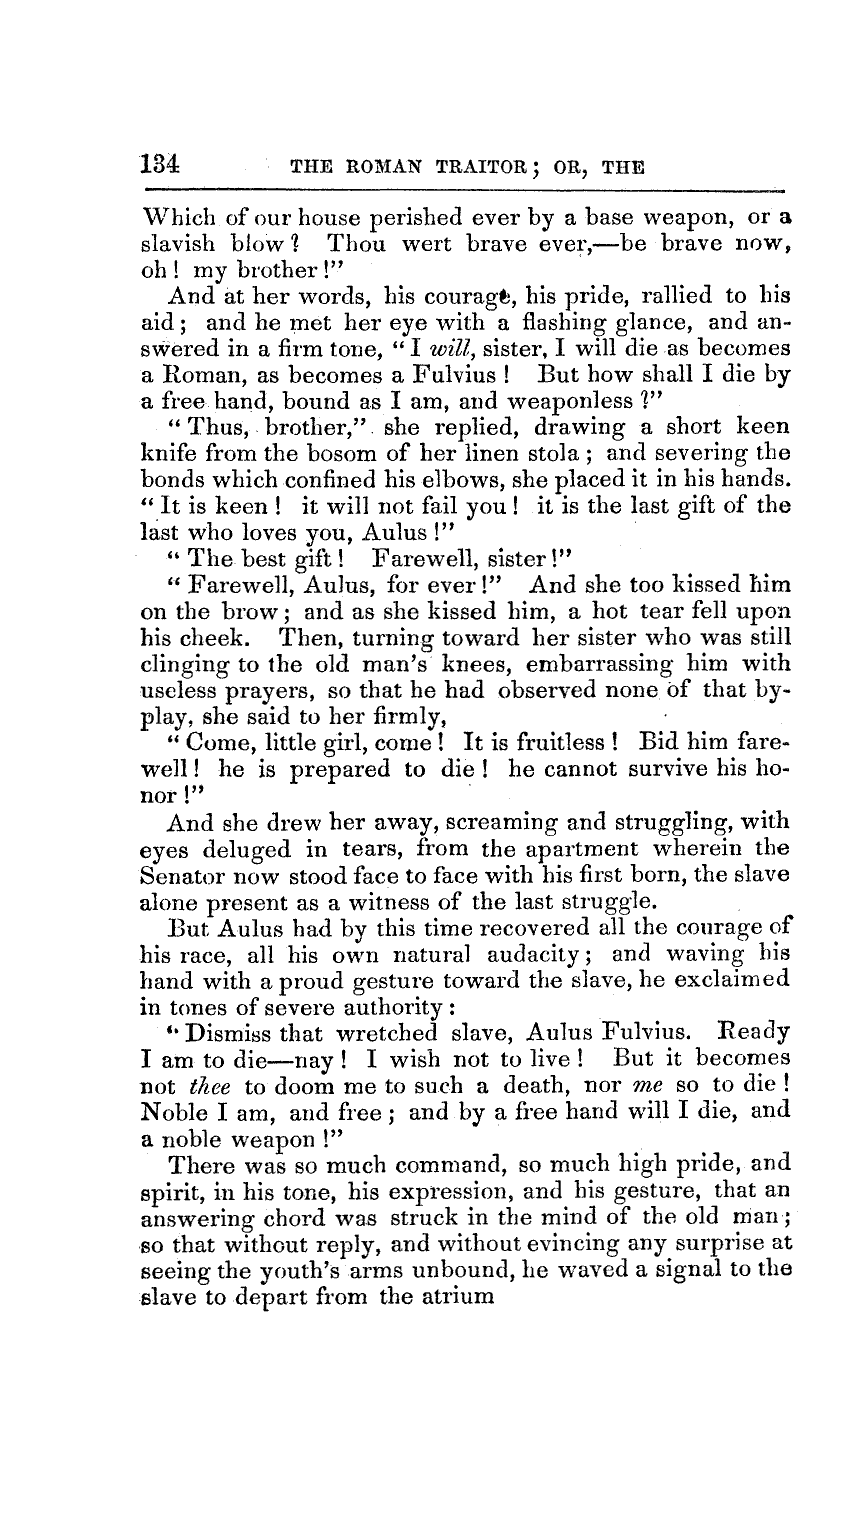 134 THE ROMAN TRAITOR; OR, THE
Which of our house perished ever by a base weapon, or a
slavish blow? Thou wert brave ever,—be brave now,
oh! my brother!"
And at her words, his courage, his pride, rallied to his
aid; and he met her eye with a flashing glance, and an-
swered in a firm tone, "I will, sister, I will die as becomes
a Roman, as becomes a Fulvius! But how shall I die by
a free hand, bound as I am, and weaponless?"
"Thus, brother," she replied, drawing a short keen
knife from the bosom of her linen stola; and severing the
bonds which confined his elbows, she placed it in his hands.
"It is keen! it will not fail you! it is the last gift of the
last who loves you, Aulus!"
"The best gift! Farewell, sister!"
"Farewell, Aulus, for ever!" And she too kissed him
on the brow; and as she kissed him, a hot tear fell upon
his cheek. Then, turning toward her sister who was still
clinging to the old man's knees, embarrassing him with
useless prayers, so that he had observed none of that by-
play, she said to her firmly,
"Come, little girl, come! It is fruitless! Bid him fare-
well! he is prepared to die! he cannot survive his ho-
nor!"
And she drew her away, screaming and struggling, with
eyes deluged in tears, from the apartment wherein the
Senator now stood face to face with his first born, the slave
alone present as a witness of the last struggle.
But Aulus had by this time recovered all the courage of
his race, all his own natural audacity; and waving his
hand with a proud gesture toward the slave, he exclaimed
in tones of severe authority:
"Dismiss that wretched slave, Aulus Fulvius. Ready
I am to die—nay! I wish not to live! But it becomes
not thee to doom me to such a death, nor me so to die!
Noble I am, and free; and by a free hand will I die, and
a noble weapon!"
There was so much command, so much high pride, and
spirit, in his tone, his expression, and his gesture, that an
answering chord was struck in the mind of the old man;
so that without reply, and without evincing any surprise at
seeing the youth's arms unbound, he waved a signal to the
slave to depart from the atrium